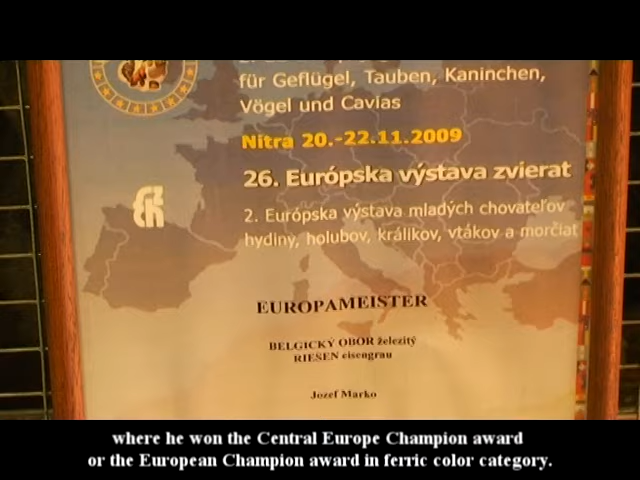 für Geflügel, Tauben, Kaninchen,
Vögel und Cavias
Nitra 20.-22.11.2009
26. Európska výstava zvierat
2. Európska výstava mladých chovateľov
hydiny, holubov, králikov, vtákov a morčiat
EUROPAMEISTER
BELGICKÝ OBOR železitý
RIESEN eisengrau
Jozef Marko
where he won the Central Europe Champion award
or the European Champion award in ferric color category.